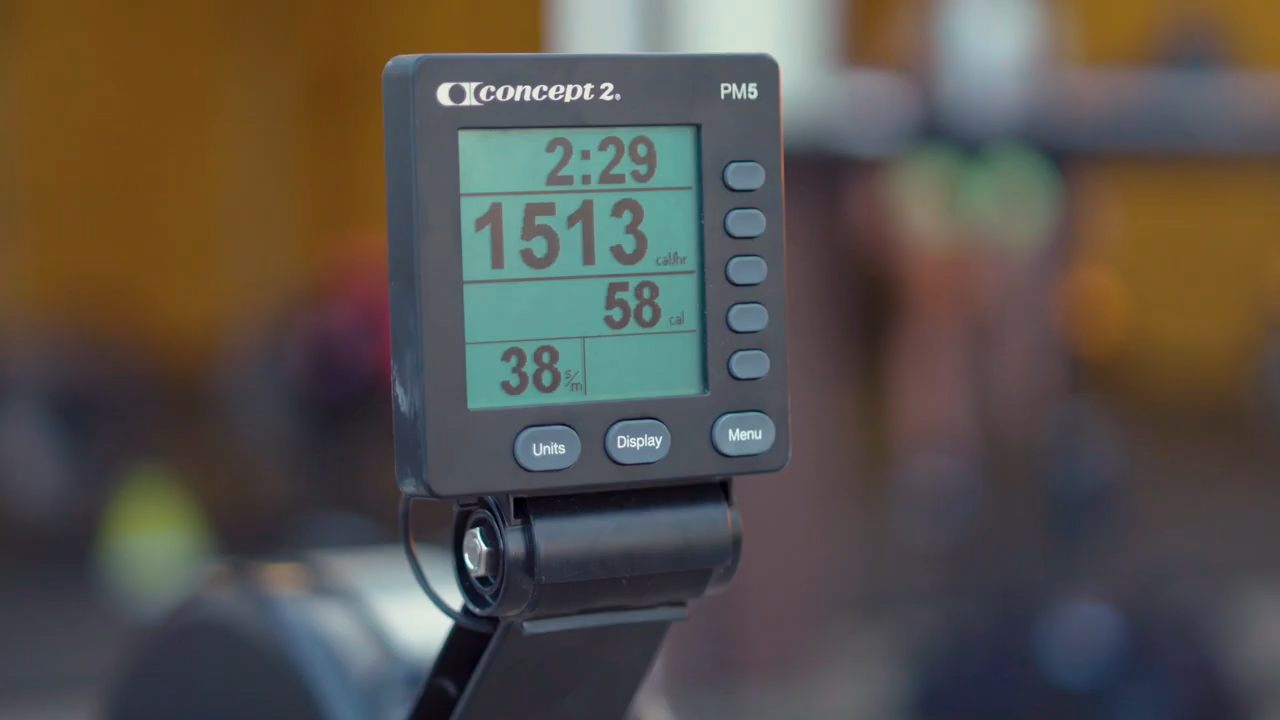 concept 2® PM5
2:29
1513 cal/hr
58 cal
38 s/m
Units Display Menu